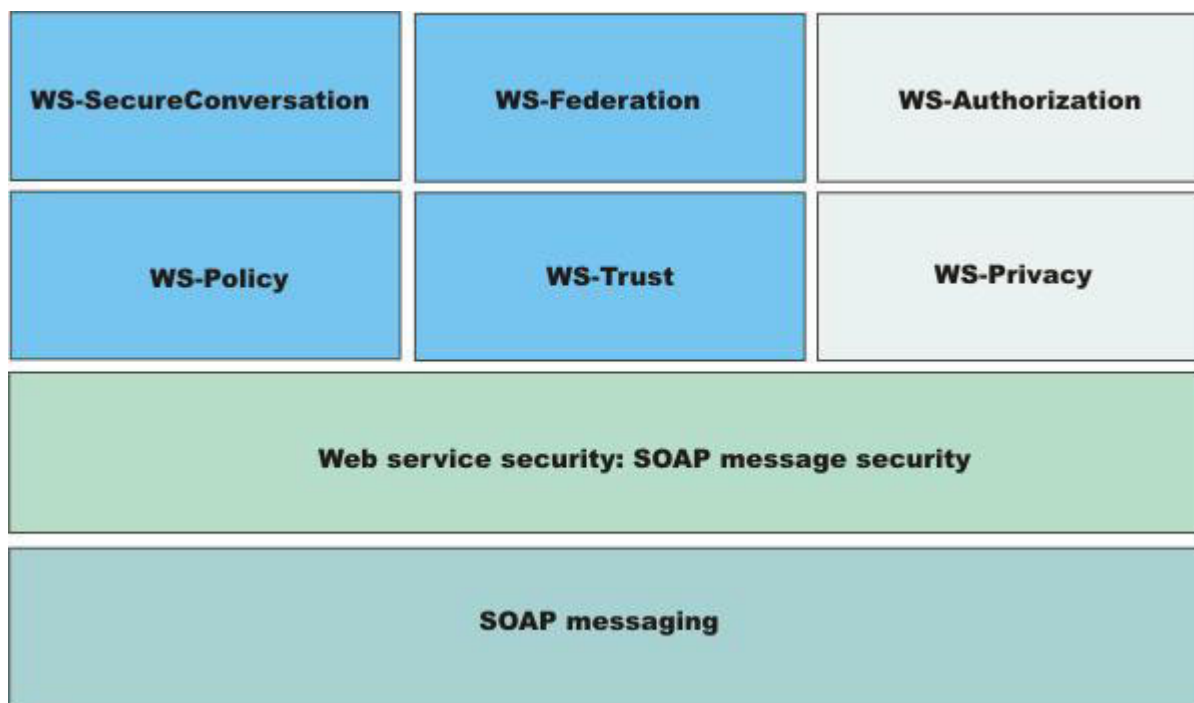 WS-SecureConversation
WS-Federation
WS-Authorization
WS-Policy
WS-Trust
WS-Privacy
Web service security: SOAP message security
SOAP messaging